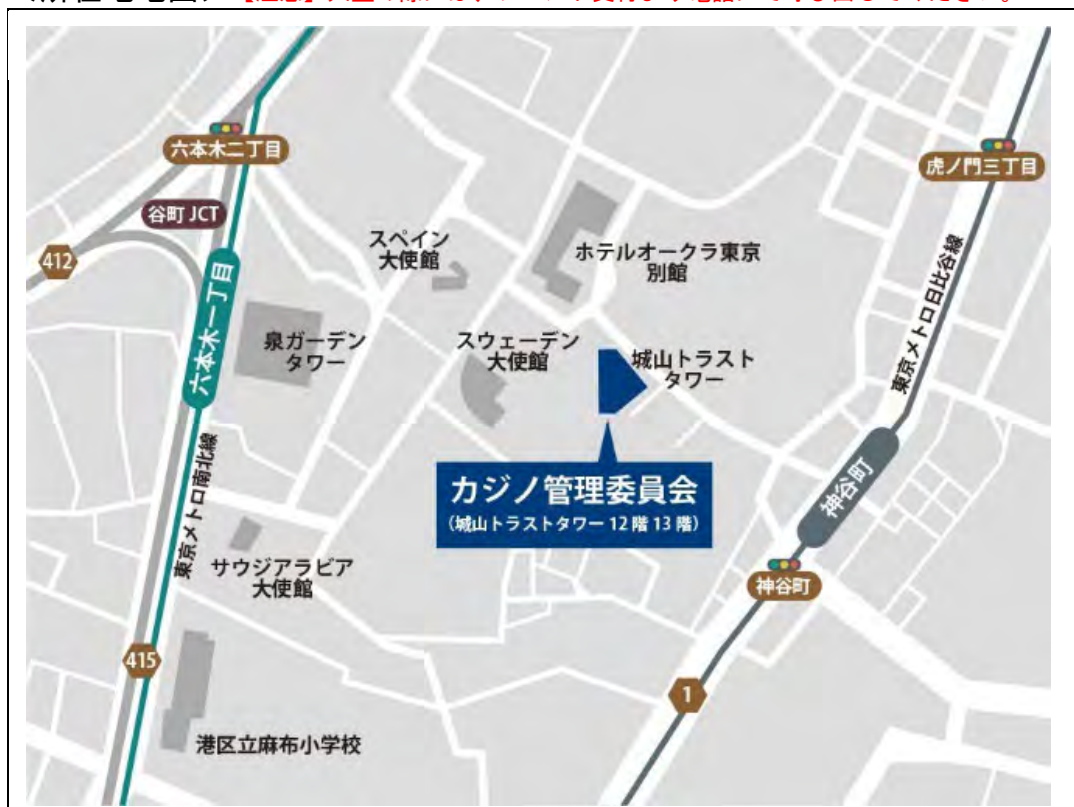 六本木二丁目
虎ノ門三丁目
谷町 JCT
412
スペイン
大使館
ホテルオークラ東京
別館
東京メトロ日比谷線
六本木一丁目
泉ガーデン
タワー
スウェーデン
大使館
城山トラスト
タワー
神谷町
カジノ管理委員会
(城山トラストタワー 12 階 13 階)
東京メトロ南北線
サウジアラビア
大使館
神谷町
415
1
港区立麻布小学校